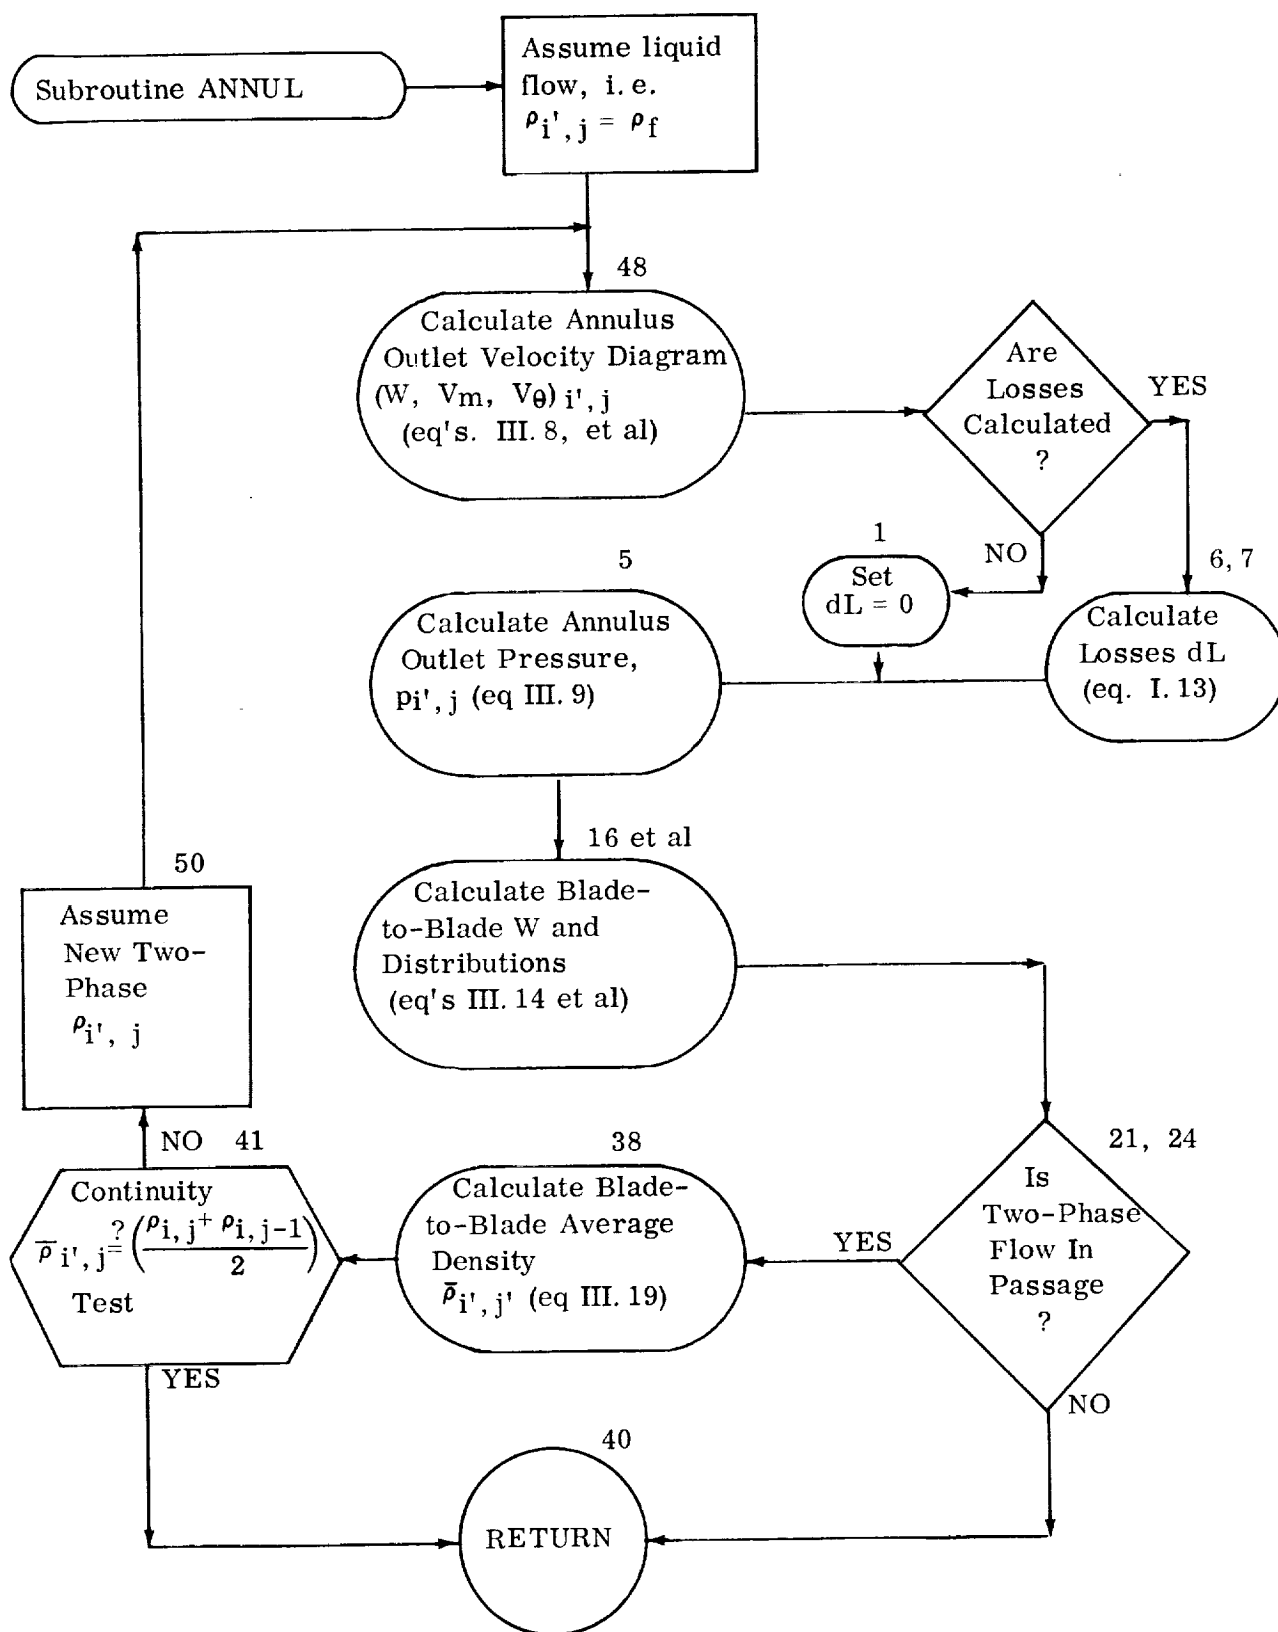 Subroutine ANNUL
Assume liquid
flow, i.e.
ρi',j = ρf
48
Calculate Annulus
Outlet Velocity Diagram
(W, Vm, Vθ) i',j
(eq's. III. 8, et al)
Are
Losses
Calculated
?
YES
NO
1
Set
dL = 0
6, 7
Calculate
Losses dL
(eq. I. 13)
5
Calculate Annulus
Outlet Pressure,
pi',j (eq III. 9)
16 et al
Calculate Blade-
to-Blade W and
Distributions
(eq's III. 14 et al)
21, 24
Is
Two-Phase
Flow In
Passage
?
YES
NO
38
Calculate Blade-
to-Blade Average
Density
ρ̄i',j' (eq III. 19)
41
Continuity
ρ̄ i',j ≟ ((ρi,j + ρi,j-1)/2)
Test
NO
YES
50
Assume
New Two-
Phase
ρi', j
40
RETURN